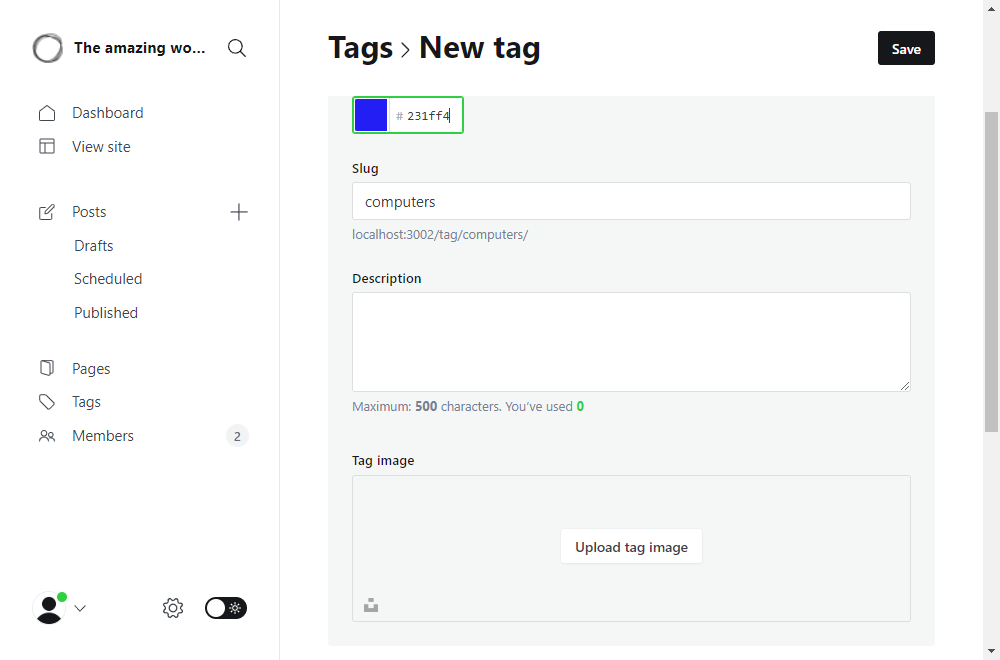 The amazing wo...
Dashboard
View site
Posts
Drafts
Scheduled
Published
Pages
Tags
Members
2
Tags > New tag
Save
# 231ff4
Slug
computers
localhost:3002/tag/computers/
Description
Maximum: 500 characters. You’ve used 0
Tag image
Upload tag image